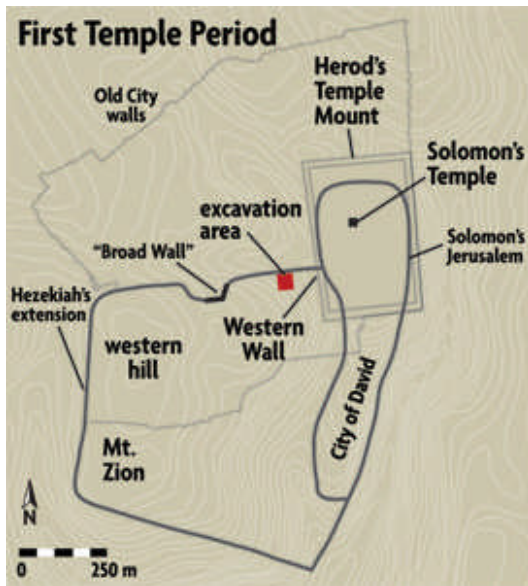 First Temple Period
Old City
walls
Herod's
Temple
Mount
Solomon's
Temple
excavation
area
"Broad Wall"
Solomon's
Jerusalem
Hezekiah's
extension
western
hill
Western
Wall
City of David
Mt.
Zion
N
0 250 m